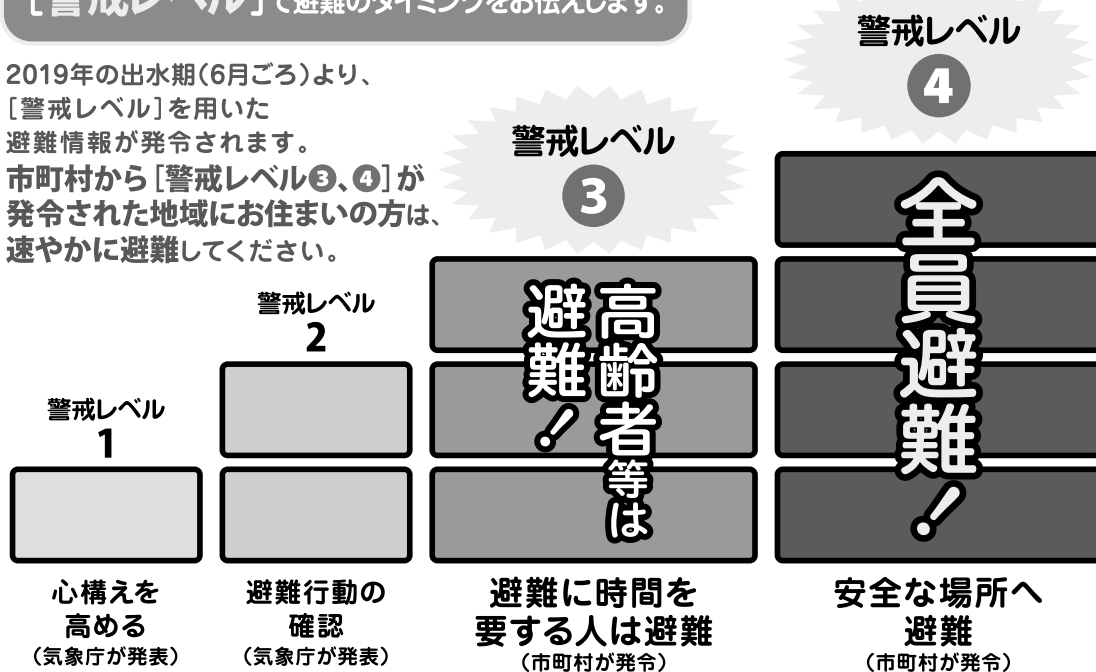 [警戒レベル]で避難のタイミングをお伝えします。
2019年の出水期（6月ごろ）より、
[警戒レベル]を用いた
避難情報が発令されます。
市町村から[警戒レベル❸、❹]が
発令された地域にお住まいの方は、
速やかに避難してください。
警戒レベル
1
心構えを
高める
（気象庁が発表）
警戒レベル
2
避難行動の
確認
（気象庁が発表）
警戒レベル
3
高齢者等は
避難！
避難に時間を
要する人は避難
（市町村が発令）
警戒レベル
4
全員避難！
安全な場所へ
避難
（市町村が発令）